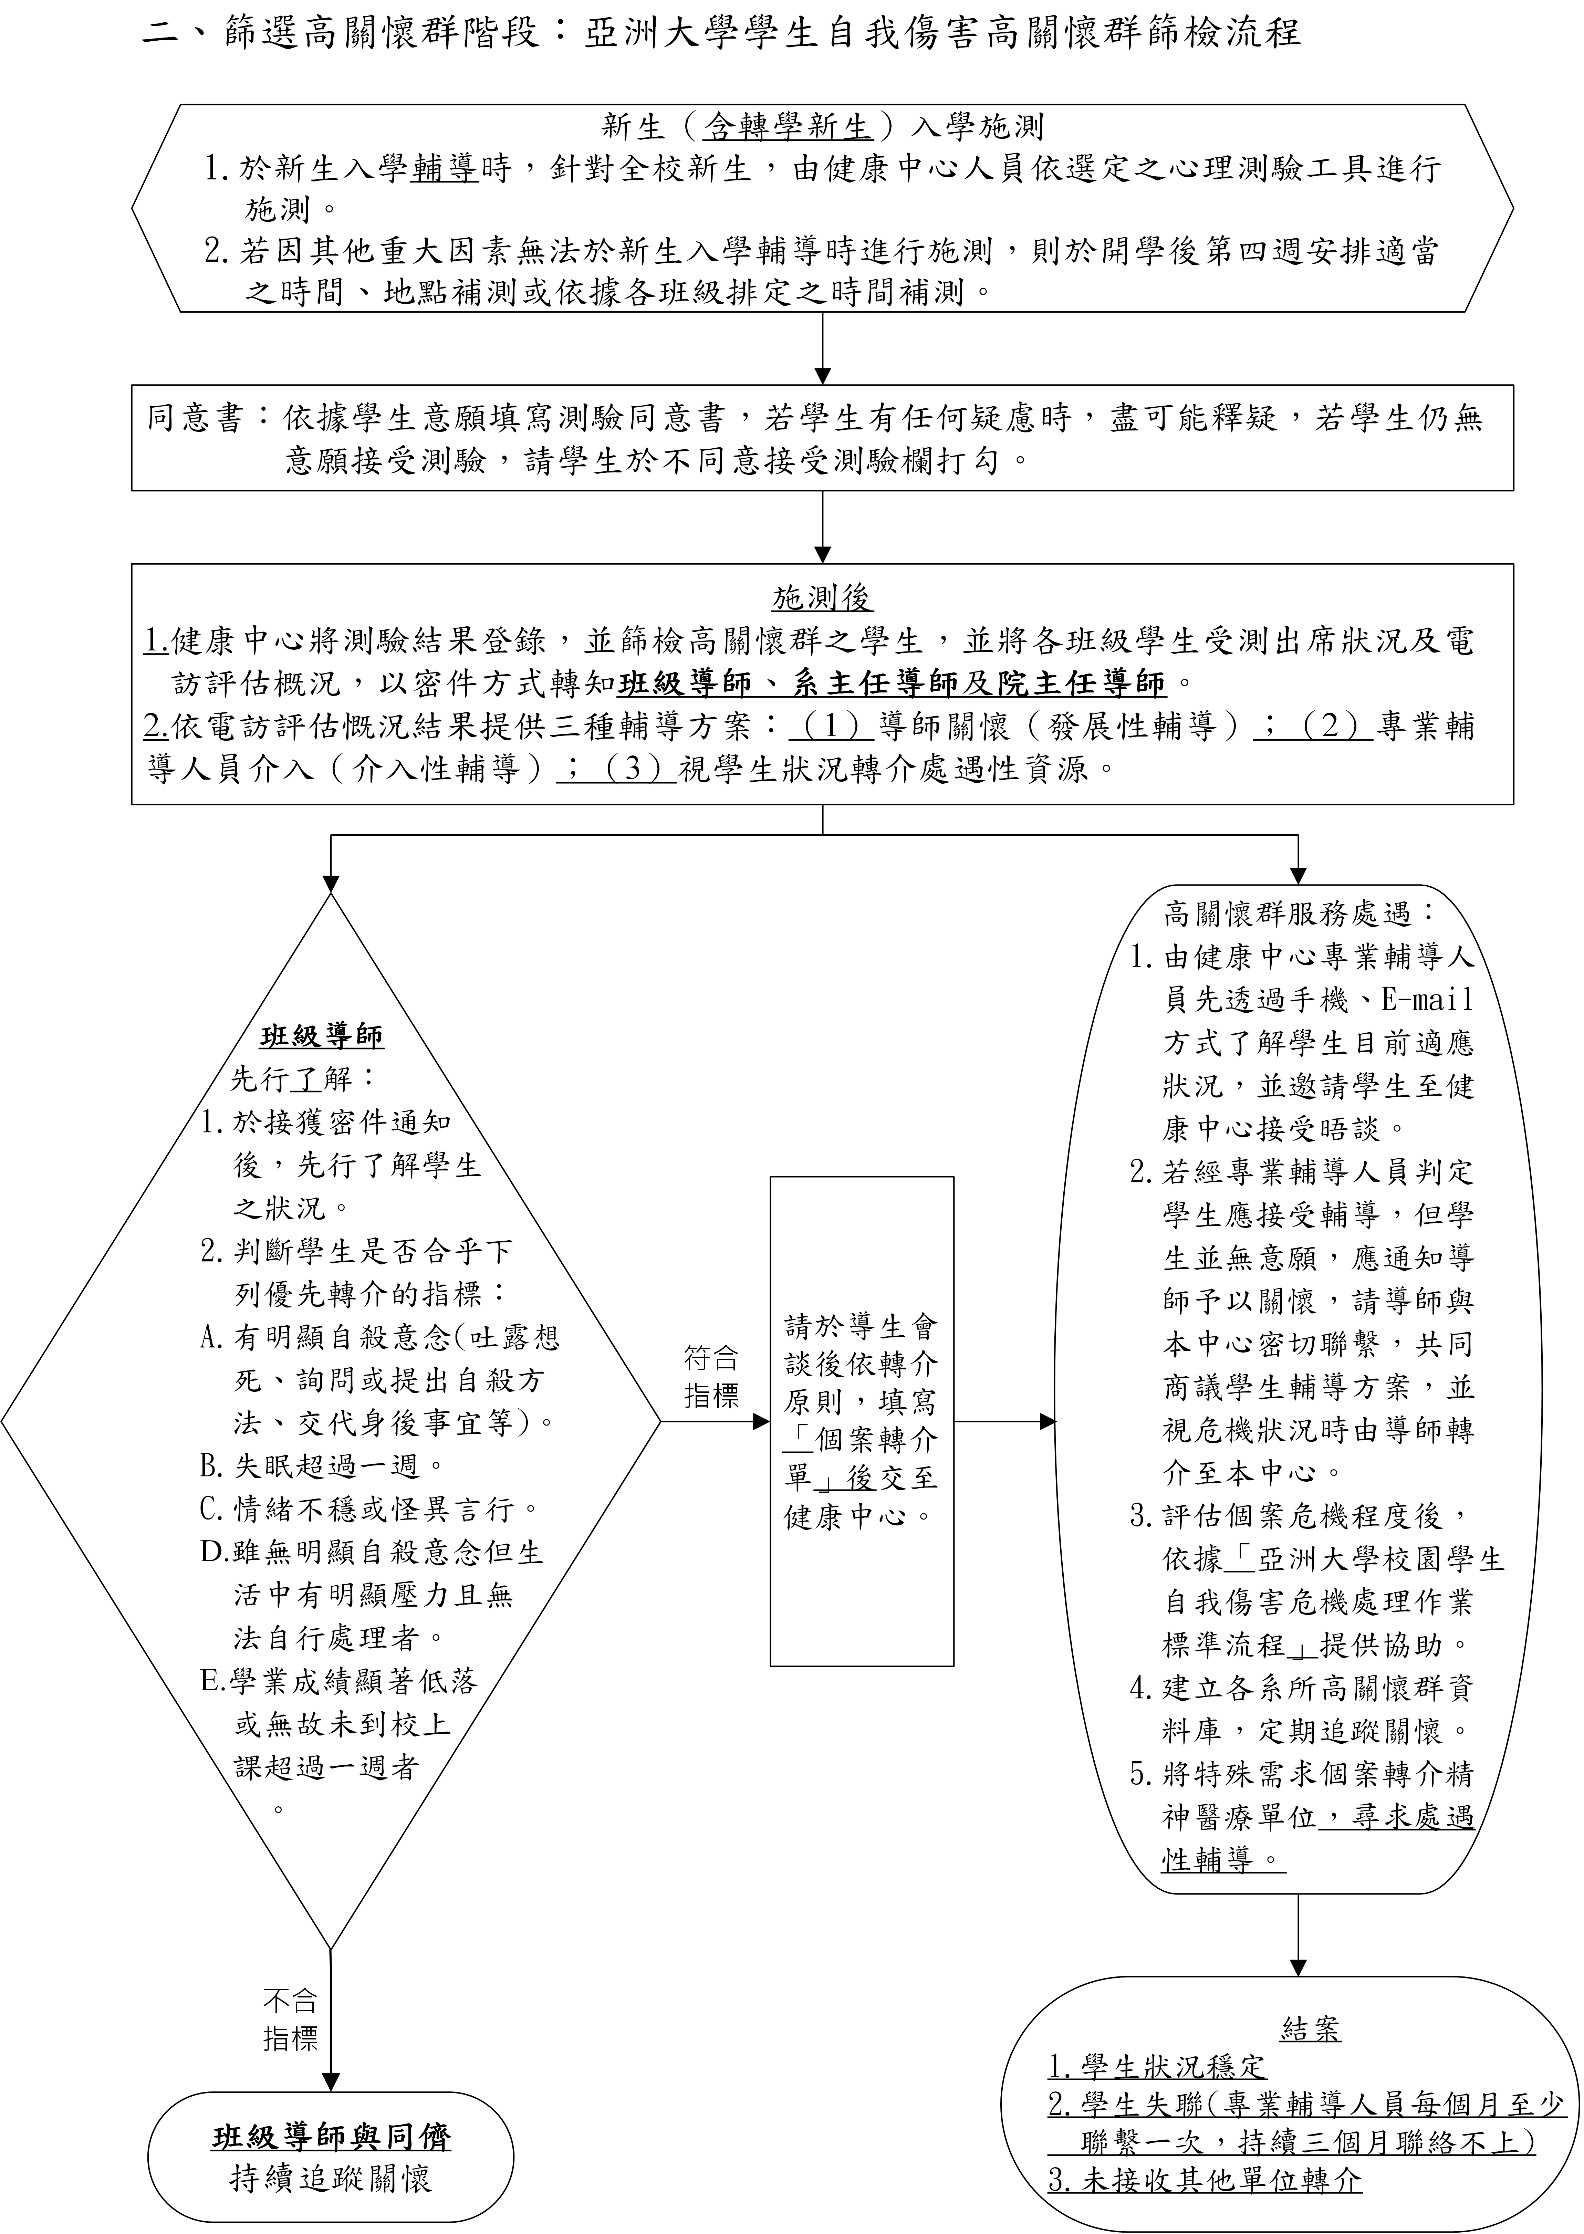 二、篩選高關懷群階段：亞洲大學學生自我傷害高關懷群篩檢流程
新生（含轉學新生）入學施測
1.於新生入學輔導時，針對全校新生，由健康中心人員依選定之心理測驗工具進行
施測。
2.若因其他重大因素無法於新生入學輔導時進行施測，則於開學後第四週安排適當
之時間、地點補測或依據各班級排定之時間補測。
同意書：依據學生意願填寫測驗同意書，若學生有任何疑慮時，盡可能釋疑，若學生仍無
意願接受測驗，請學生於不同意接受測驗欄打勾。
施測後
1.健康中心將測驗結果登錄，並篩檢高關懷群之學生，並將各班級學生受測出席狀況及電
訪評估概況，以密件方式轉知班級導師、系主任導師及院主任導師。
2.依電訪評估慨況結果提供三種輔導方案：（1）導師關懷（發展性輔導）；（2）專業輔
導人員介入（介入性輔導）；（3）視學生狀況轉介處遇性資源。
班級導師
先行了解：
1.於接獲密件通知
後，先行了解學生
之狀況。
2.判斷學生是否合乎下
列優先轉介的指標：
A.有明顯自殺意念(吐露想
死、詢問或提出自殺方
法、交代身後事宜等)。
B.失眠超過一週。
C.情緒不穩或怪異言行。
D.雖無明顯自殺意念但生
活中有明顯壓力且無
法自行處理者。
E.學業成績顯著低落
或無故未到校上
課超過一週者
。
符合
指標
請於導生會
談後依轉介
原則，填寫
「個案轉介
單」後交至
健康中心。
高關懷群服務處遇：
1.由健康中心專業輔導人
員先透過手機、E-mail
方式了解學生目前適應
狀況，並邀請學生至健
康中心接受晤談。
2.若經專業輔導人員判定
學生應接受輔導，但學
生並無意願，應通知導
師予以關懷，請導師與
本中心密切聯繫，共同
商議學生輔導方案，並
視危機狀況時由導師轉
介至本中心。
3.評估個案危機程度後，
依據「亞洲大學校園學生
自我傷害危機處理作業
標準流程」提供協助。
4.建立各系所高關懷群資
料庫，定期追蹤關懷。
5.將特殊需求個案轉介精
神醫療單位，尋求處遇
性輔導。
不合
指標
班級導師與同儕
持續追蹤關懷
結案
1.學生狀況穩定
2.學生失聯(專業輔導人員每個月至少
聯繫一次，持續三個月聯絡不上)
3.未接收其他單位轉介